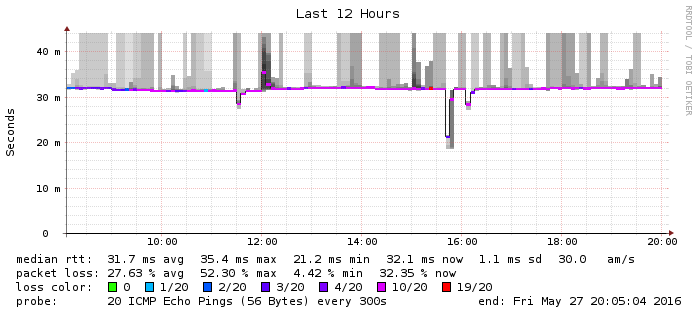 Last 12 Hours
RRDTOOL / TOBI OETIKER
Seconds
40 m
30 m
20 m
10 m
0
10:00 12:00 14:00 16:00 18:00 20:00
median rtt: 31.7 ms avg 35.4 ms max 21.2 ms min 32.1 ms now 1.1 ms sd 30.0 am/s
packet loss: 27.63 % avg 52.30 % max 4.42 % min 32.35 % now
loss color: 0 1/20 2/20 3/20 4/20 10/20 19/20
probe: 20 ICMP Echo Pings (56 Bytes) every 300s end: Fri May 27 20:05:04 2016